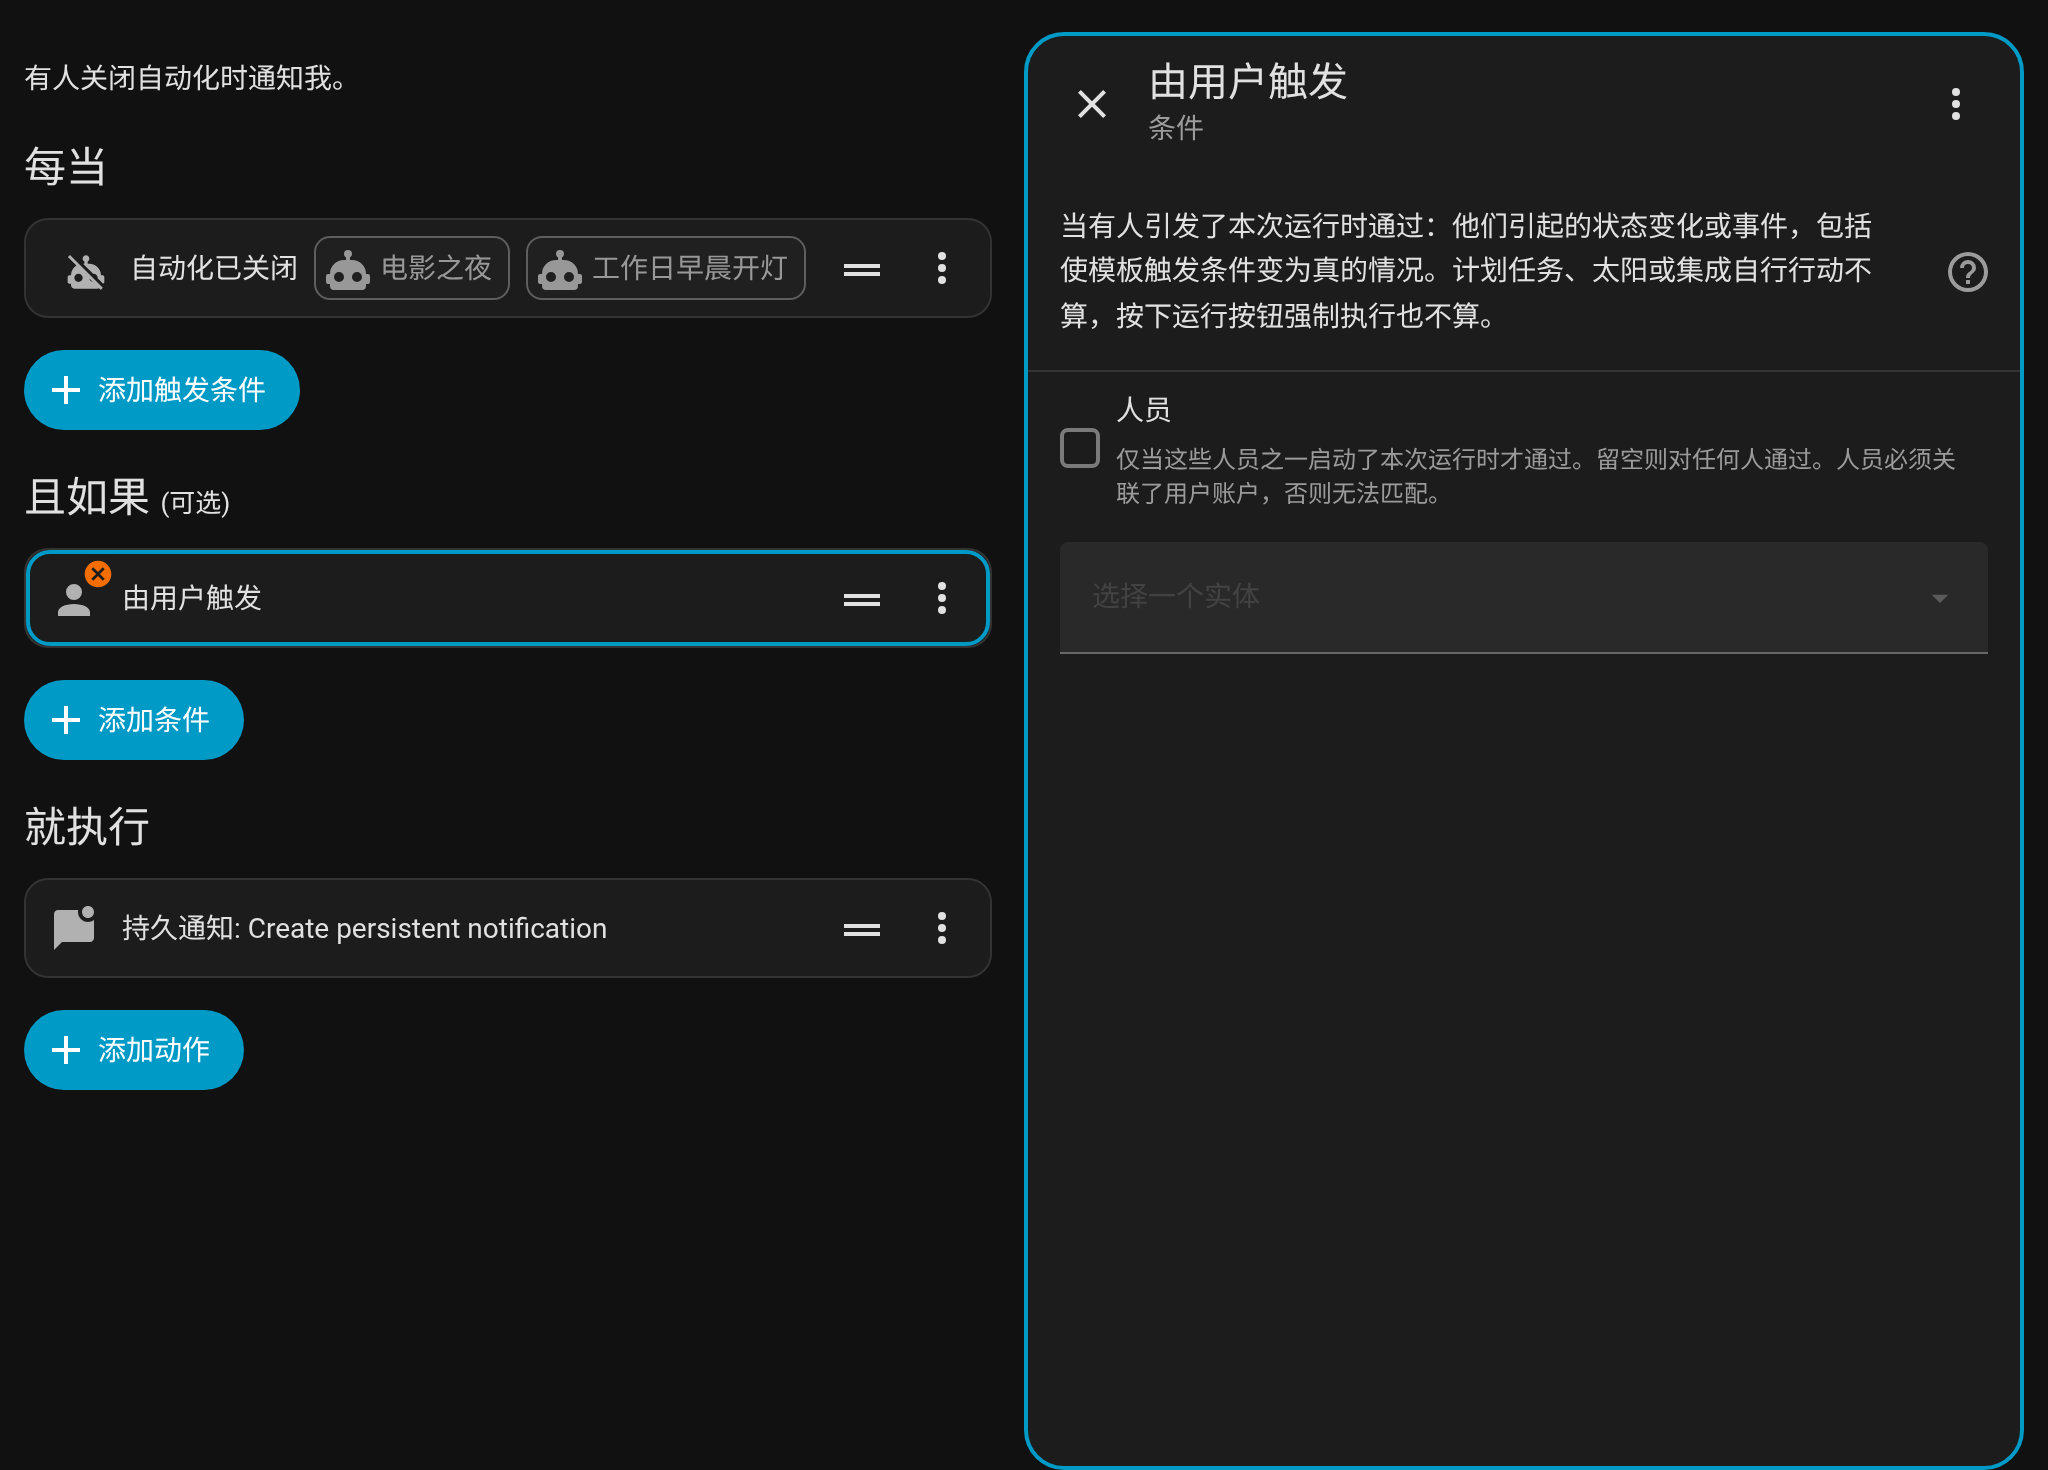 有人关闭自动化时通知我。
每当
自动化已关闭 电影之夜 工作日早晨开灯
添加触发条件
且如果 (可选)
由用户触发
添加条件
就执行
持久通知: Create persistent notification
添加动作
由用户触发
条件
当有人引发了本次运行时通过：他们引起的状态变化或事件，包括
使模板触发条件变为真的情况。计划任务、太阳或集成自行行动不
算，按下运行按钮强制执行也不算。
人员
仅当这些人员之一启动了本次运行时才通过。留空则对任何人通过。人员必须关
联了用户账户，否则无法匹配。
选择一个实体